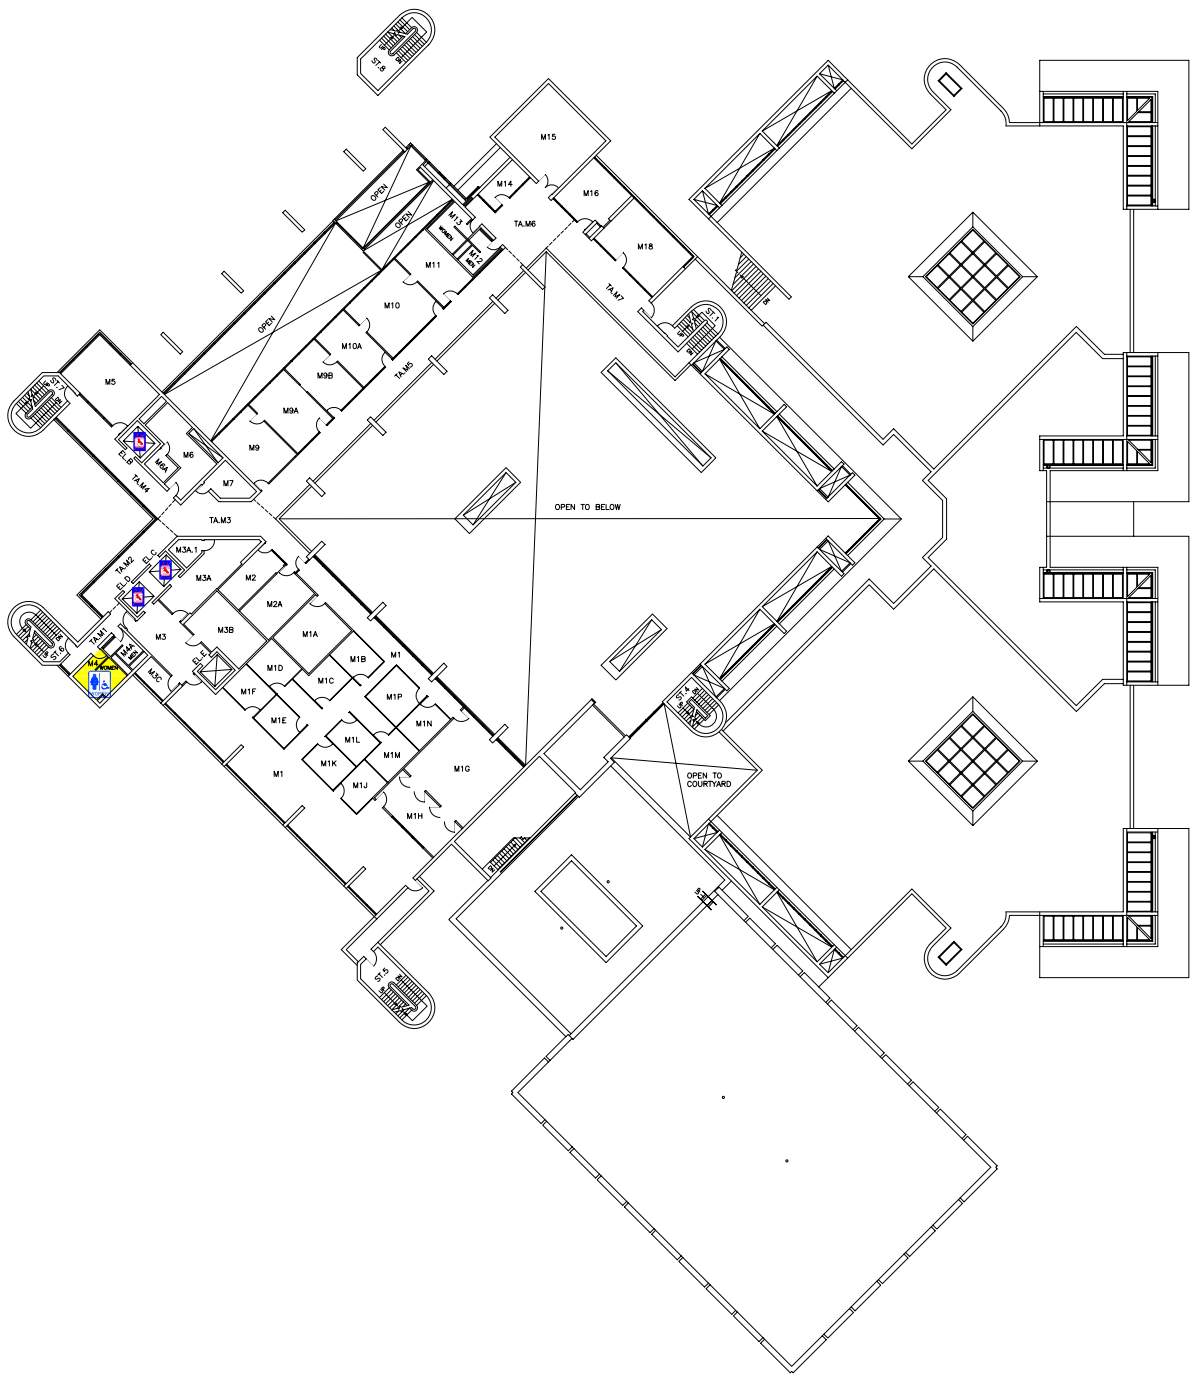 ST.8
M15
M14
M16
OPEN
OPEN
M13
WOMEN
TA.M6
M12
MEN
M18
M11
TA.M7
M10
OPEN
ST.1
DN
M10A
TA.M5
M9B
M5
ST.7
M9A
M9
M6
EL.B
M6A
M7
TA.M4
OPEN TO BELOW
TA.M3
M3A.1
EL.C
TA.M2
EL.D
M3A
M2
M2A
M3B
M1A
M3
TA.M1
ST.6
M4A
MEN
M4
WOMEN
EL.E
M3C
M1
M1B
M1D
M1C
M1F
M1P
M1E
M1N
M1L
M1M
M1K
M1J
M1
M1G
M1H
ST.4
OPEN TO
COURTYARD
ST.5